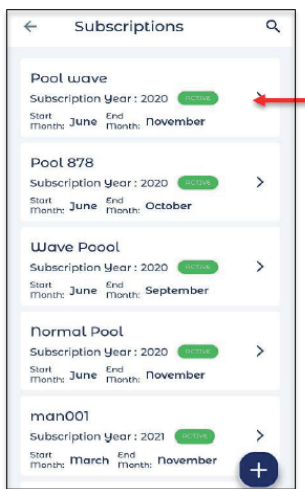 Subscriptions
Pool wave
Subscription Year : 2020 ACTIVE
Start Month: June End Month: November
Pool 878
Subscription Year : 2020 ACTIVE
Start Month: June End Month: October
Wave Poool
Subscription Year : 2020 ACTIVE
Start Month: June End Month: September
Normal Pool
Subscription Year : 2020 ACTIVE
Start Month: June End Month: November
man001
Subscription Year : 2021 ACTIVE
Start Month: March End Month: November